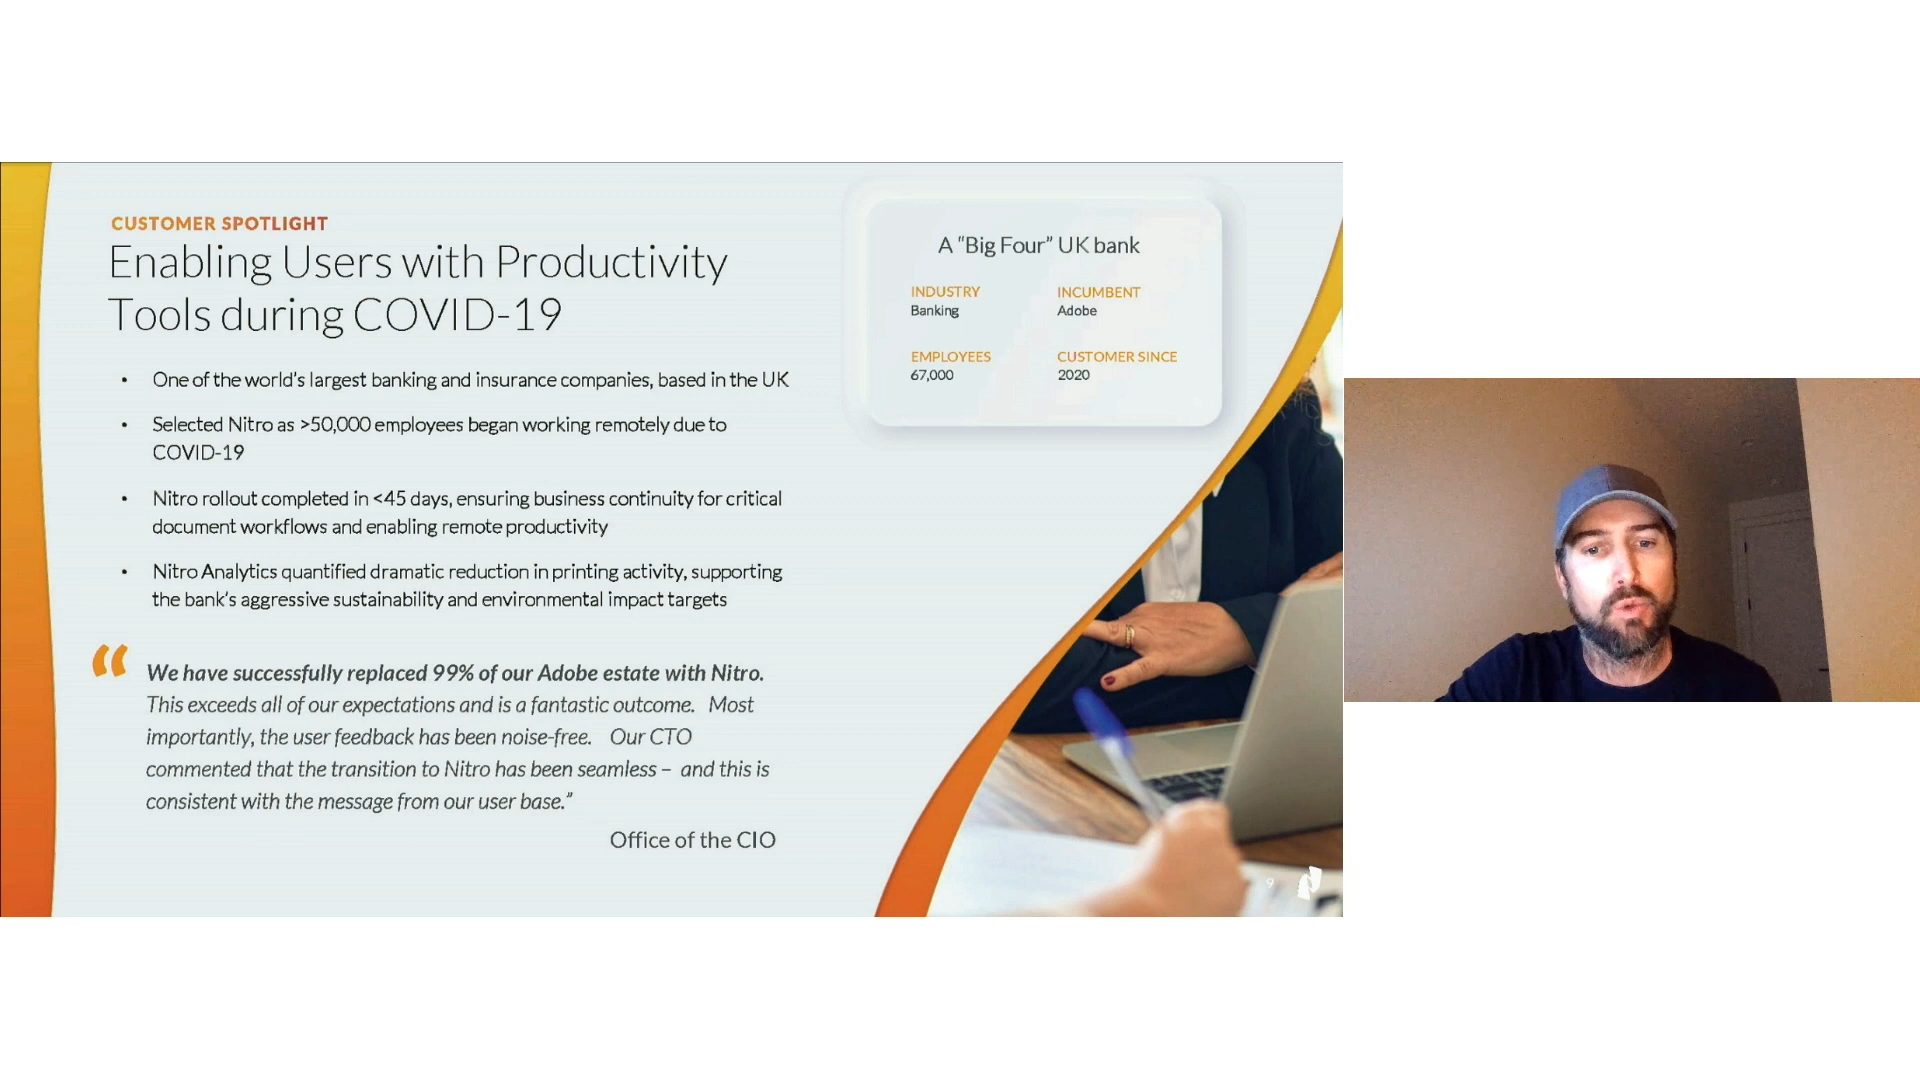 CUSTOMER SPOTLIGHT
Enabling Users with Productivity
Tools during COVID-19
• One of the world's largest banking and insurance companies, based in the UK
• Selected Nitro as >50,000 employees began working remotely due to
COVID-19
• Nitro rollout completed in <45 days, ensuring business continuity for critical
document workflows and enabling remote productivity
• Nitro Analytics quantified dramatic reduction in printing activity, supporting
the bank's aggressive sustainability and environmental impact targets
“ We have successfully replaced 99% of our Adobe estate with Nitro.
This exceeds all of our expectations and is a fantastic outcome. Most
importantly, the user feedback has been noise-free. Our CTO
commented that the transition to Nitro has been seamless – and this is
consistent with the message from our user base.”
Office of the CIO
A “Big Four” UK bank
INDUSTRY
Banking
INCUMBENT
Adobe
EMPLOYEES
67,000
CUSTOMER SINCE
2020
9